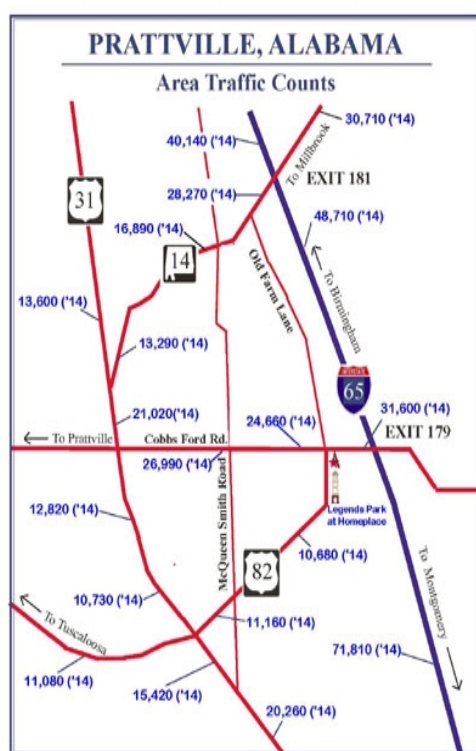 PRATTVILLE, ALABAMA
Area Traffic Counts
30,710 ('14)
40,140 ('14)
To Millbrook
EXIT 181
28,270 ('14)
31
48,710 ('14)
16,890 ('14)
14
Old Farm Lane
To Birmingham
13,600 ('14)
13,290 ('14)
65
21,020('14)
24,660 ('14)
31,600 ('14)
To Prattville
Cobbs Ford Rd.
EXIT 179
26,990 ('14)
McQueen Smith Road
Legends Park
at Homeplace
12,820 ('14)
10,680 ('14)
82
To Montgomery
10,730 ('14)
11,160 ('14)
To Tuscaloosa
71,810 ('14)
11,080 ('14)
15,420 ('14)
20,260 ('14)